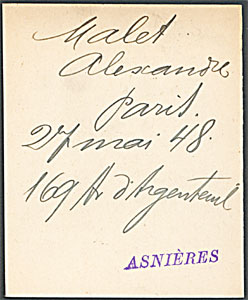 Malet
Alexandre
Paris.
27 mai 48.
169 Av d'Argenteuil
ASNIÈRES